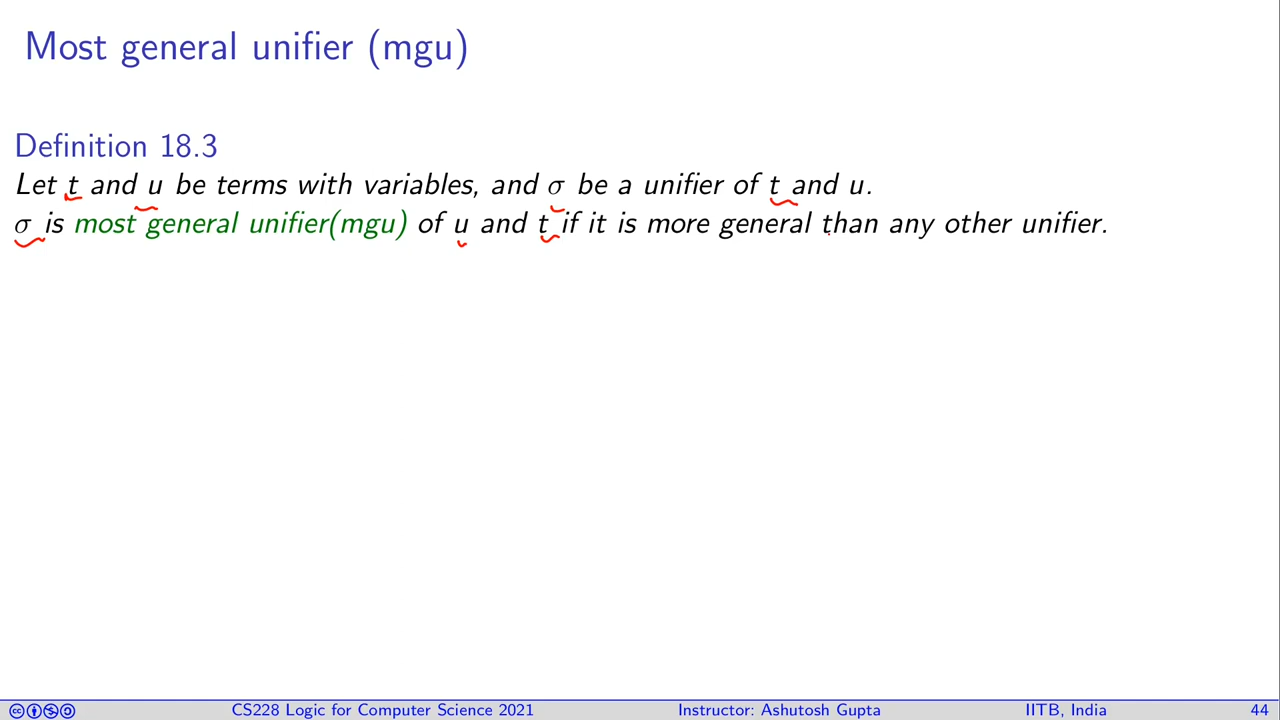 Most general unifier (mgu)
Definition 18.3
Let t and u be terms with variables, and σ be a unifier of t and u.
σ is most general unifier(mgu) of u and t if it is more general than any other unifier.
CS228 Logic for Computer Science 2021 Instructor: Ashutosh Gupta IITB, India 44